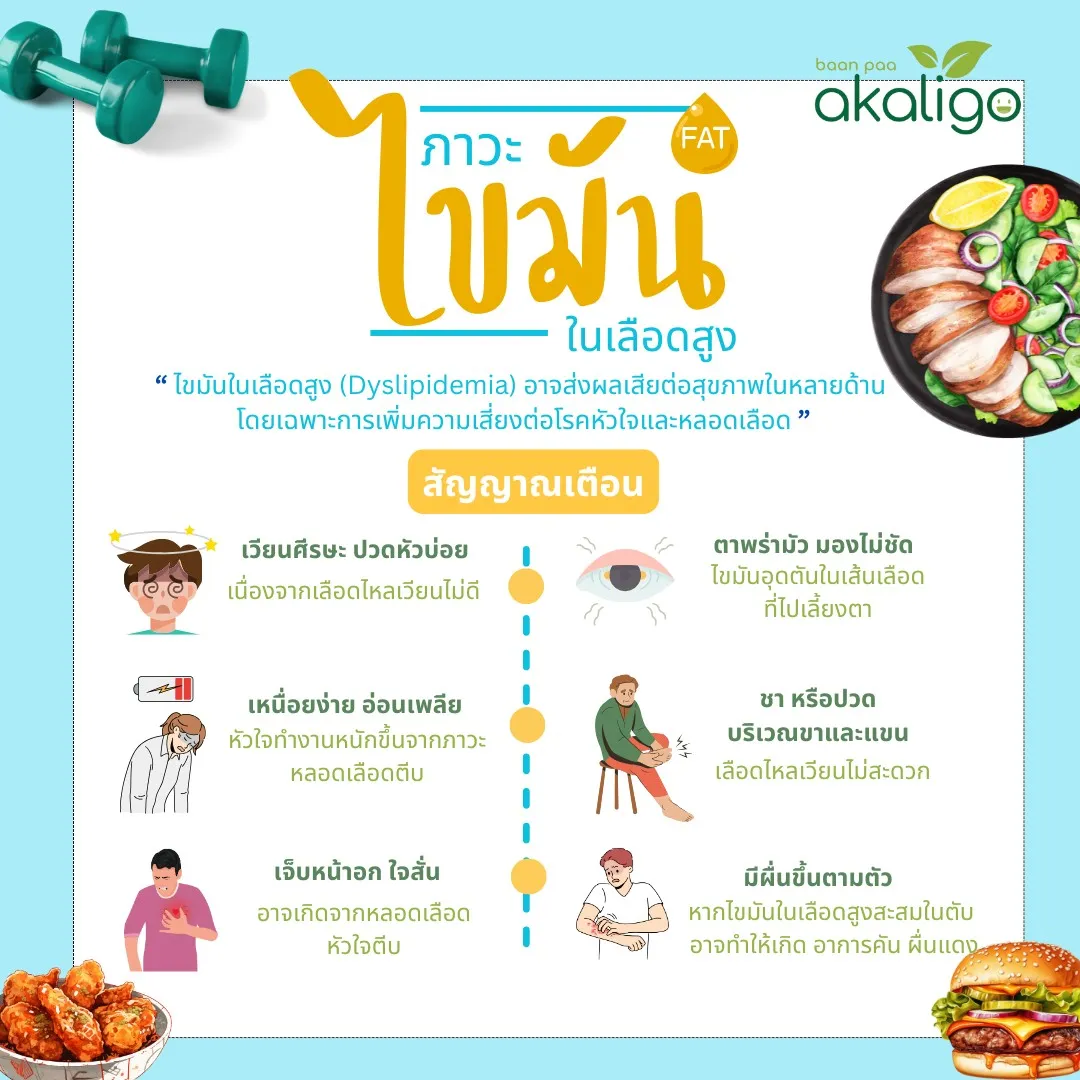 baan paa
akaligo
ภาวะ
FAT
ไขมัน
ในเลือดสูง
“ ไขมันในเลือดสูง (Dyslipidemia) อาจส่งผลเสียต่อสุขภาพในหลายด้าน
โดยเฉพาะการเพิ่มความเสี่ยงต่อโรคหัวใจและหลอดเลือด ”
สัญญาณเตือน
เวียนศีรษะ ปวดหัวบ่อย
เนื่องจากเลือดไหลเวียนไม่ดี
ตาพร่ามัว มองไม่ชัด
ไขมันอุดตันในเส้นเลือด
ที่ไปเลี้ยงตา
เหนื่อยง่าย อ่อนเพลีย
หัวใจทำงานหนักขึ้นจากภาวะ
หลอดเลือดตีบ
ชา หรือปวด
บริเวณขาและแขน
เลือดไหลเวียนไม่สะดวก
เจ็บหน้าอก ใจสั่น
อาจเกิดจากหลอดเลือด
หัวใจตีบ
มีผื่นขึ้นตามตัว
หากไขมันในเลือดสูงสะสมในตับ
อาจทำให้เกิด อาการคัน ผื่นแดง